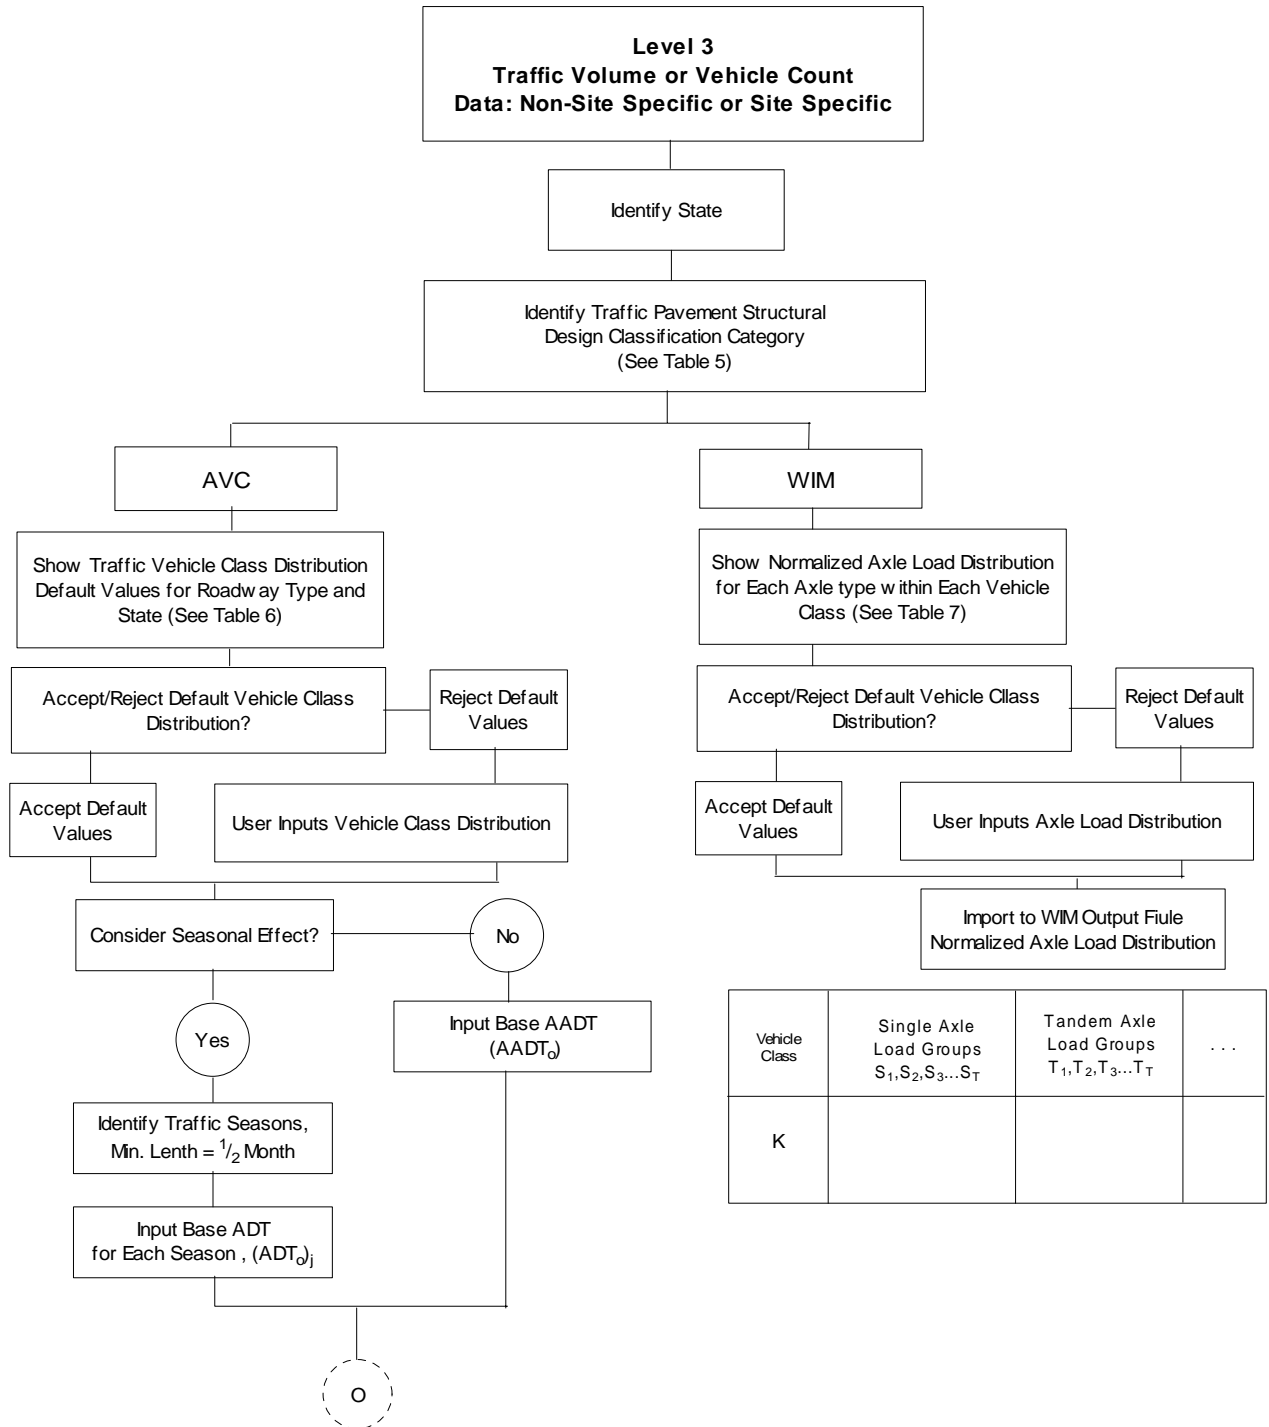 Level 3
Traffic Volume or Vehicle Count
Data: Non-Site Specific or Site Specific
Identify State
Identify Traffic Pavement Structural
Design Classification Category
(See Table 5)
AVC
WIM
Show Traffic Vehicle Class Distribution
Default Values for Roadway Type and
State (See Table 6)
Show Normalized Axle Load Distribution
for Each Axle type within Each Vehicle
Class (See Table 7)
Accept/Reject Default Vehicle Cllass
Distribution?
Reject Default
Values
Accept/Reject Default Vehicle Cllass
Distribution?
Reject Default
Values
Accept Default
Values
User Inputs Vehicle Class Distribution
Accept Default
Values
User Inputs Axle Load Distribution
Consider Seasonal Effect?
No
Import to WIM Output Fiule
Normalized Axle Load Distribution
Yes
Input Base AADT
(AADTₒ)
Identify Traffic Seasons,
Min. Lenth = ¹/₂ Month
Input Base ADT
for Each Season , (ADTₒ)ⱼ
O
Vehicle
Class
Single Axle
Load Groups
S₁,S₂,S₃...S_T
Tandem Axle
Load Groups
T₁,T₂,T₃...T_T
. . .
K